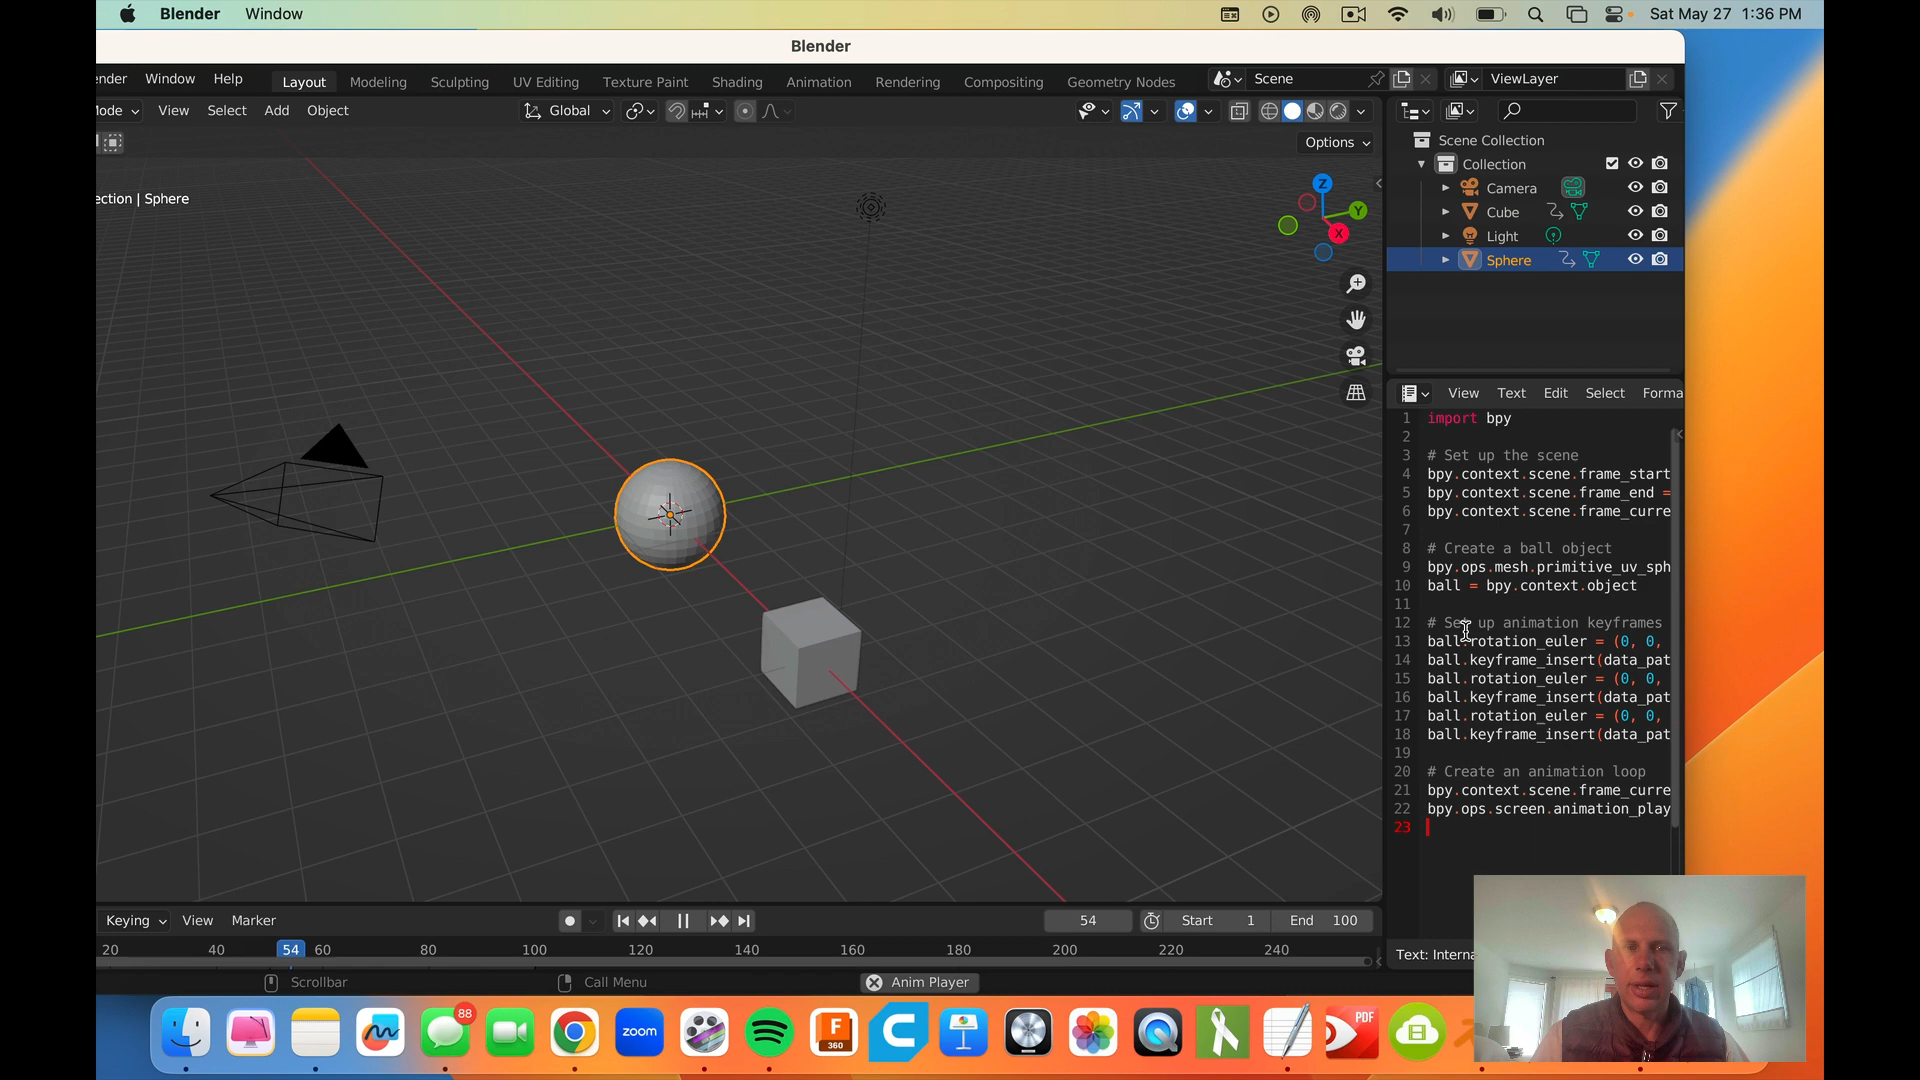 Blender Window Sat May 27 1:36 PM
Blender
ender Window Help Layout Modeling Sculpting UV Editing Texture Paint Shading Animation Rendering Compositing Geometry Nodes Scene ViewLayer
Mode View Select Add Object Global
Options
ection | Sphere
Z
Y
X
Scene Collection
Collection
Camera
Cube
Light
Sphere
View Text Edit Select Forma
1 import bpy
2
3 # Set up the scene
4 bpy.context.scene.frame_start
5 bpy.context.scene.frame_end =
6 bpy.context.scene.frame_curre
7
8 # Create a ball object
9 bpy.ops.mesh.primitive_uv_sph
10 ball = bpy.context.object
11
12 # Set up animation keyframes
13 ball.rotation_euler = (0, 0,
14 ball.keyframe_insert(data_pat
15 ball.rotation_euler = (0, 0,
16 ball.keyframe_insert(data_pat
17 ball.rotation_euler = (0, 0,
18 ball.keyframe_insert(data_pat
19
20 # Create an animation loop
21 bpy.context.scene.frame_curre
22 bpy.ops.screen.animation_play
23
Text: Interna
Keying View Marker 54 Start 1 End 100
20 40 54 60 80 100 120 140 160 180 200 220 240
Scrollbar Call Menu Anim Player
88
zoom
F
360
PDF